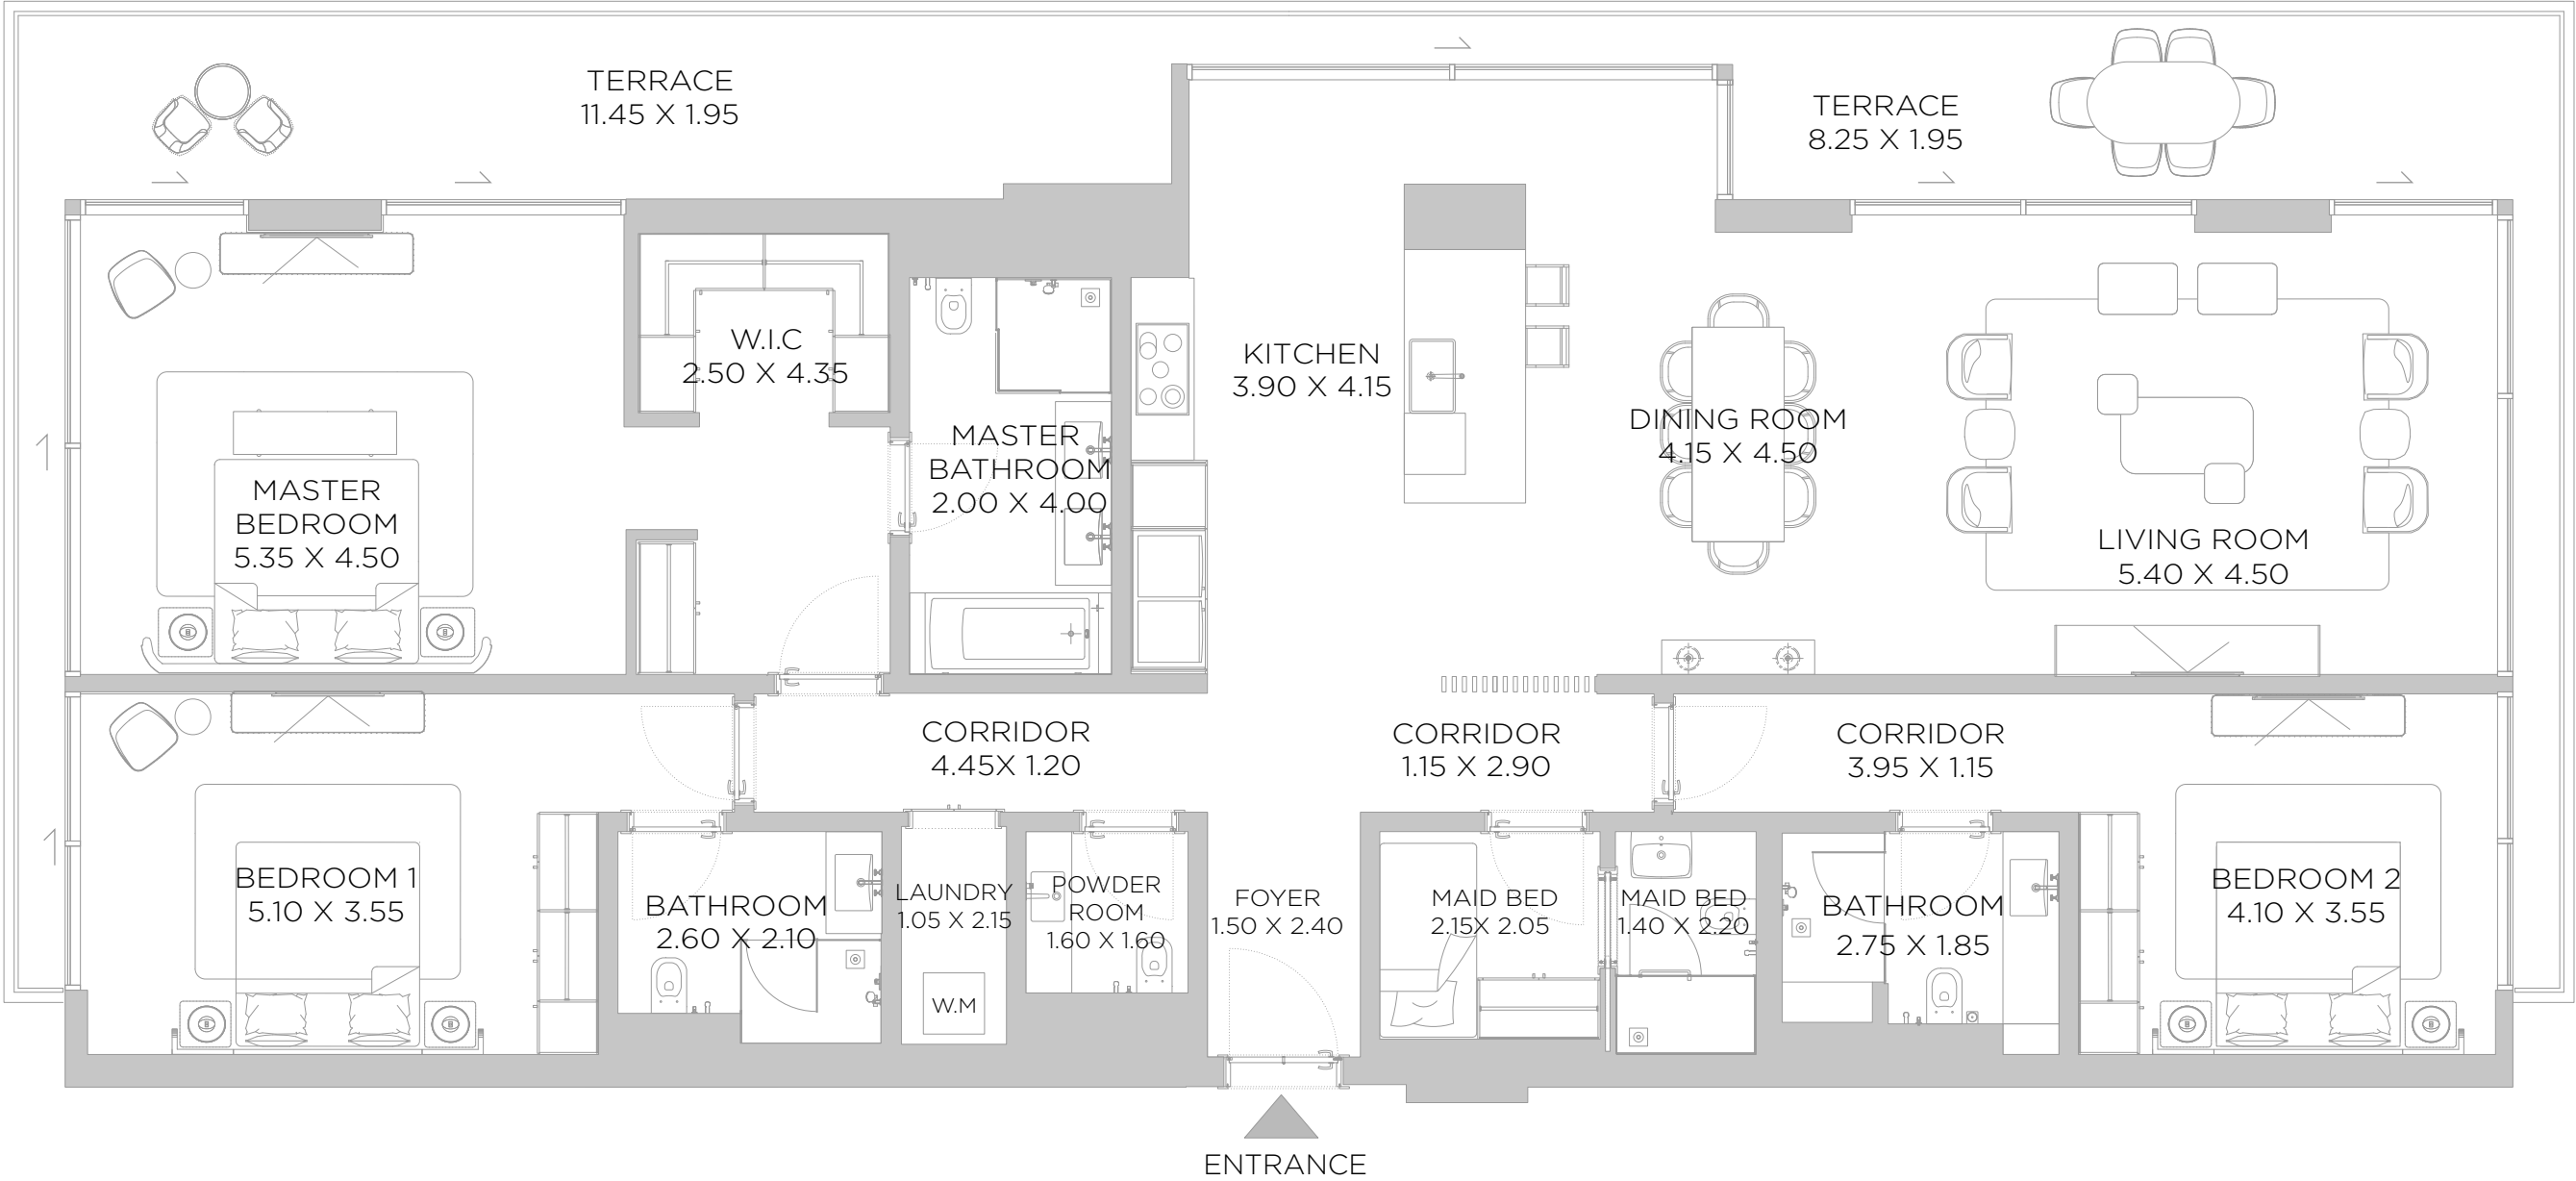 TERRACE
11.45 X 1.95
TERRACE
8.25 X 1.95
W.I.C
2.50 X 4.35
KITCHEN
3.90 X 4.15
MASTER
BATHROOM
2.00 X 4.00
DINING ROOM
4.15 X 4.50
MASTER
BEDROOM
5.35 X 4.50
LIVING ROOM
5.40 X 4.50
CORRIDOR
4.45X 1.20
CORRIDOR
1.15 X 2.90
CORRIDOR
3.95 X 1.15
BEDROOM 1
5.10 X 3.55
BATHROOM
2.60 X 2.10
LAUNDRY
1.05 X 2.15
W.M
POWDER
ROOM
1.60 X 1.60
FOYER
1.50 X 2.40
MAID BED
2.15X 2.05
MAID BED
1.40 X 2.20
BATHROOM
2.75 X 1.85
BEDROOM 2
4.10 X 3.55
ENTRANCE